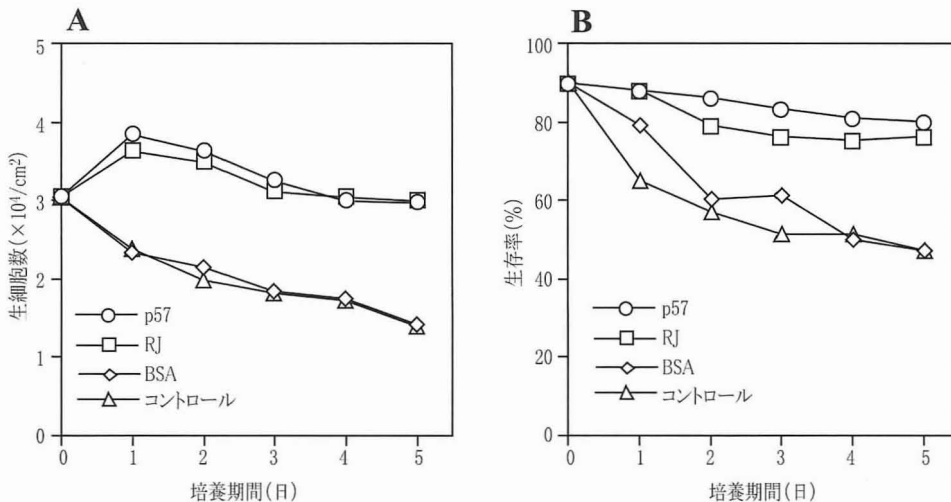 A
5
4
3
2
1
0
生細胞数(×10⁴/cm²)
p57
RJ
BSA
コントロール
0 1 2 3 4 5
培養期間(日)
B
100
80
60
40
20
0
生存率(%)
p57
RJ
BSA
コントロール
0 1 2 3 4 5
培養期間(日)